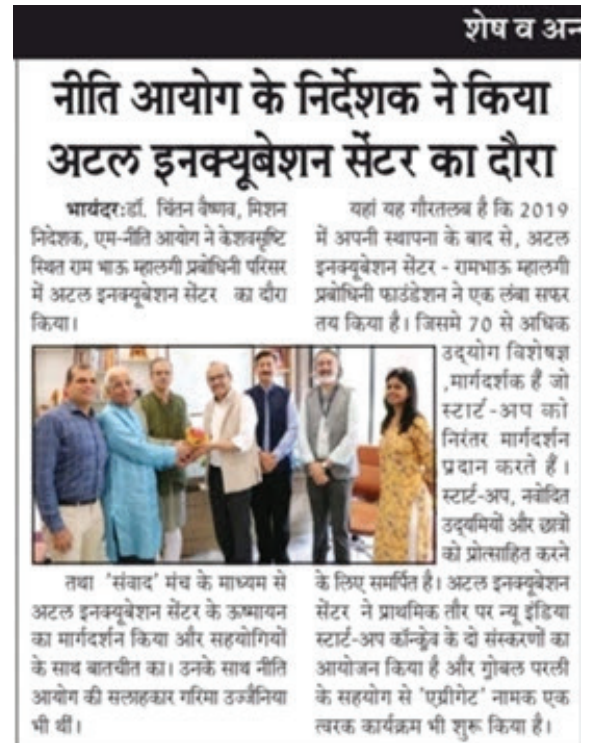 शेष व अन
नीति आयोग के निर्देशक ने किया
अटल इनक्यूबेशन सेंटर का दौरा
भायंदर:डॉ. चिंतन वैष्णव, मिशन
निदेशक, एम-नीति आयोग ने केशवसृष्टि
स्थित राम भाऊ म्हालगी प्रबोधिनी परिसर
में अटल इनक्यूबेशन सेंटर का दौरा
किया।
तथा 'संवाद' मंच के माध्यम से
अटल इनक्यूबेशन सेंटर के ऊष्मायन
का मार्गदर्शन किया और सहयोगियों
के साथ बातचीत का। उनके साथ नीति
आयोग की सलाहकार गरिमा उज्जैनिया
भी थीं।
यहां यह गौरतलब है कि 2019
में अपनी स्थापना के बाद से, अटल
इनक्यूबेशन सेंटर - रामभाऊ म्हालगी
प्रबोधिनी फाउंडेशन ने एक लंबा सफर
तय किया है। जिसमे 70 से अधिक
उद्योग विशेषज्ञ
,मार्गदर्शक हैं जो
स्टार्ट-अप को
निरंतर मार्गदर्शन
प्रदान करते हैं।
स्टार्ट-अप, नवोदित
उद्यमियों और छात्रों
को प्रोत्साहित करने
के लिए समर्पित है। अटल इनक्यूबेशन
सेंटर ने प्राथमिक तौर पर न्यू इंडिया
स्टार्ट-अप कॉन्क्लेव के दो संस्करणों का
आयोजन किया है और ग्लोबल परली
के सहयोग से 'एग्रीगेट' नामक एक
त्वरक कार्यक्रम भी शुरू किया है।